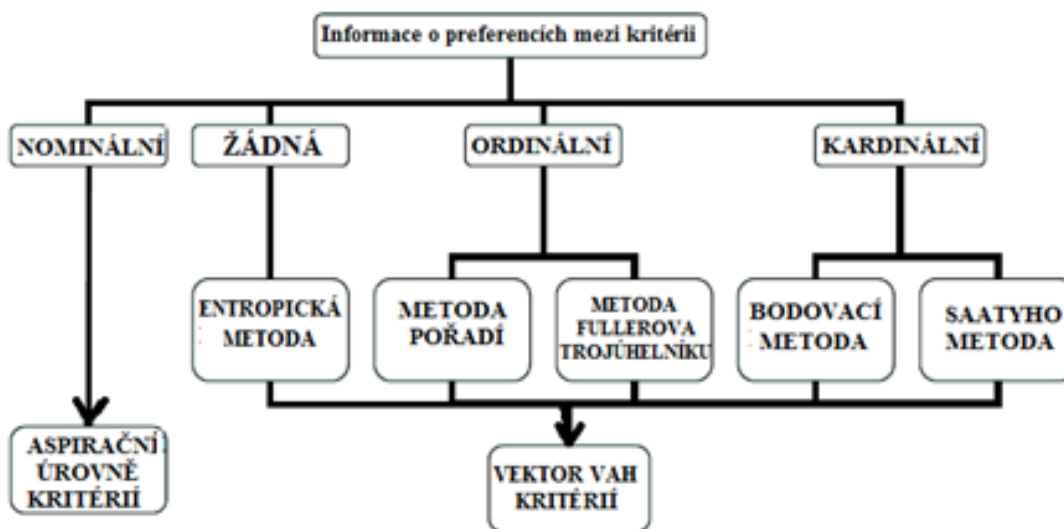 Informace o preferencích mezi kritérii
NOMINÁLNÍ
ŽÁDNÁ
ORDINÁLNÍ
KARDINÁLNÍ
ENTROPICKÁ
METODA
METODA
POŘADÍ
METODA
FULLEROVA
TROJÚHELNÍKU
BODOVACÍ
METODA
SAATYHO
METODA
ASPIRAČNÍ
ÚROVNĚ
KRITÉRIÍ
VEKTOR VAH
KRITÉRIÍ